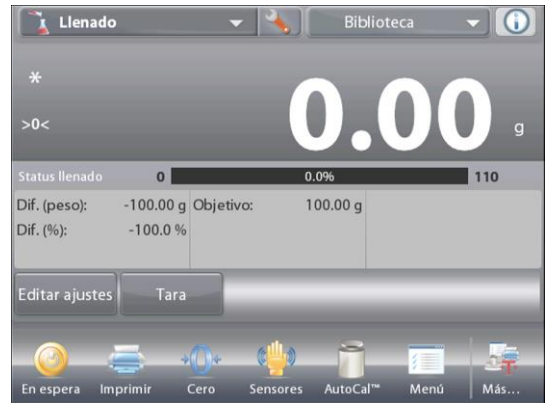 Llenado Biblioteca
*
>0< 0.00 g
Status llenado 0 0.0% 110
Dif. (peso): -100.00 g Objetivo: 100.00 g
Dif. (%): -100.0 %
Editar ajustes Tara
En espera Imprimir Cero Sensores AutoCal™ Menú Más...